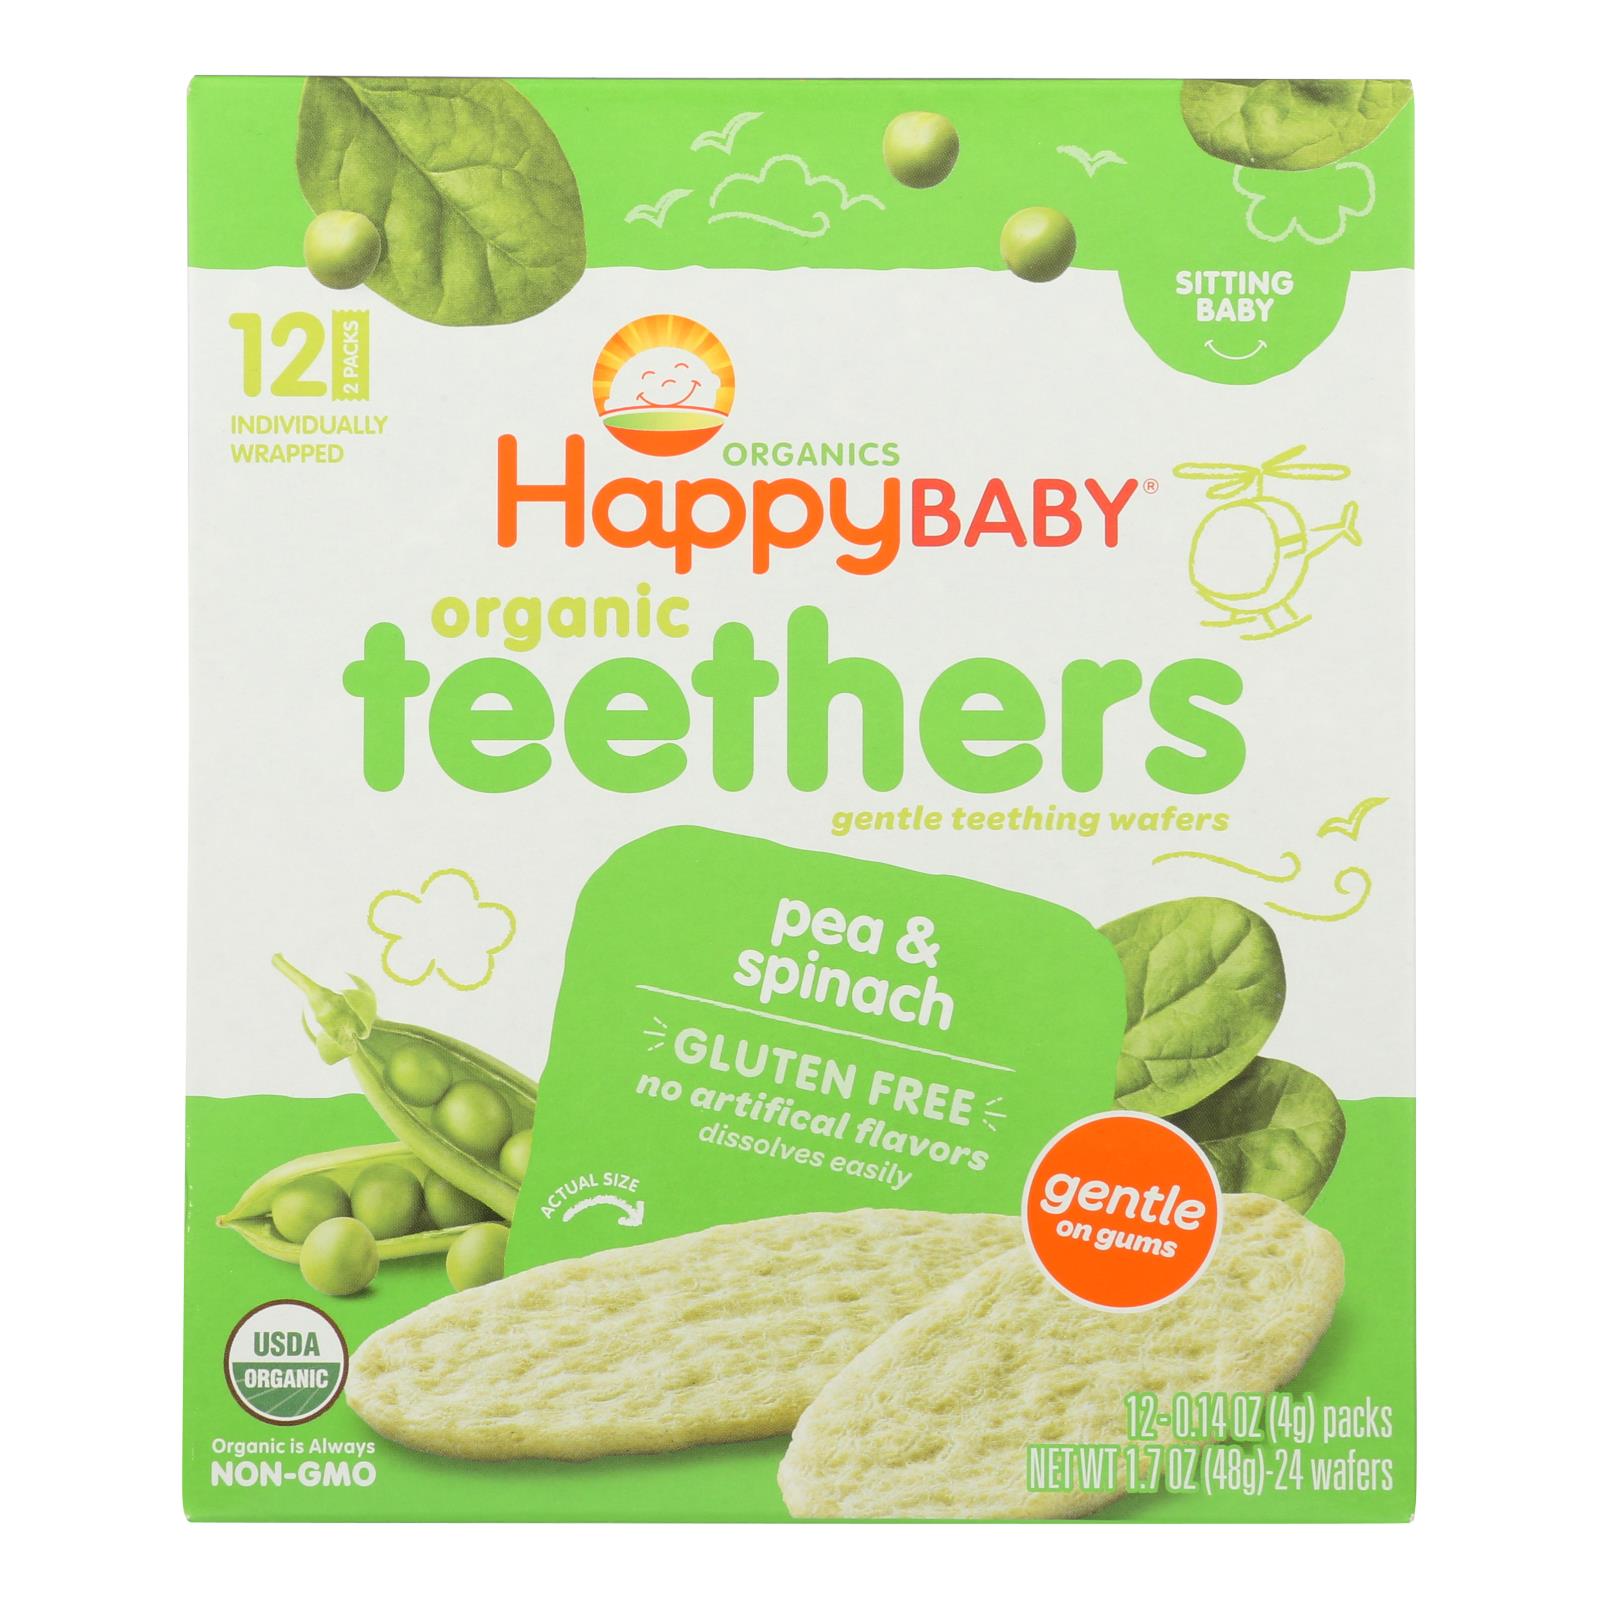 SITTING
BABY
12 2 PACKS
INDIVIDUALLY
WRAPPED
ORGANICS
HappyBABY®
organic
teethers
gentle teething wafers
pea &
spinach
GLUTEN FREE
no artifical flavors
dissolves easily
ACTUAL SIZE
gentle
on gums
USDA
ORGANIC
Organic is Always
NON-GMO
12-0.14 OZ (4g) packs
NET WT 1.7 OZ (48g)-24 wafers